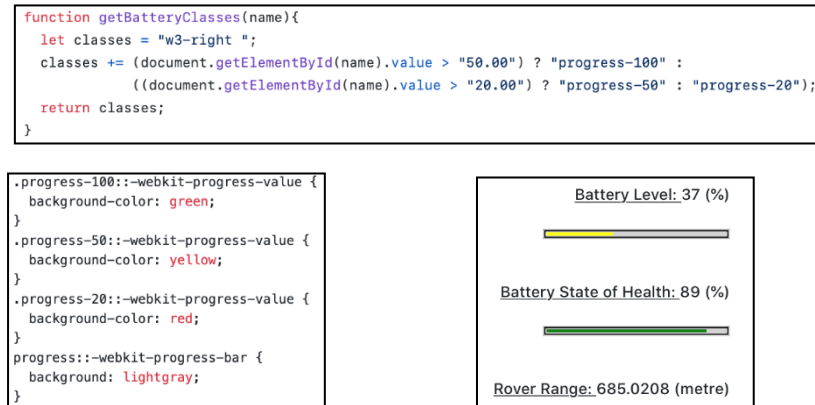 function getBatteryClasses(name){
  let classes = "w3-right ";
  classes += (document.getElementById(name).value > "50.00") ? "progress-100" :
             ((document.getElementById(name).value > "20.00") ? "progress-50" : "progress-20");
  return classes;
}
.progress-100::-webkit-progress-value {
  background-color: green;
}
.progress-50::-webkit-progress-value {
  background-color: yellow;
}
.progress-20::-webkit-progress-value {
  background-color: red;
}
progress::-webkit-progress-bar {
  background: lightgray;
}
Battery Level: 37 (%)
Battery State of Health: 89 (%)
Rover Range: 685.0208 (metre)